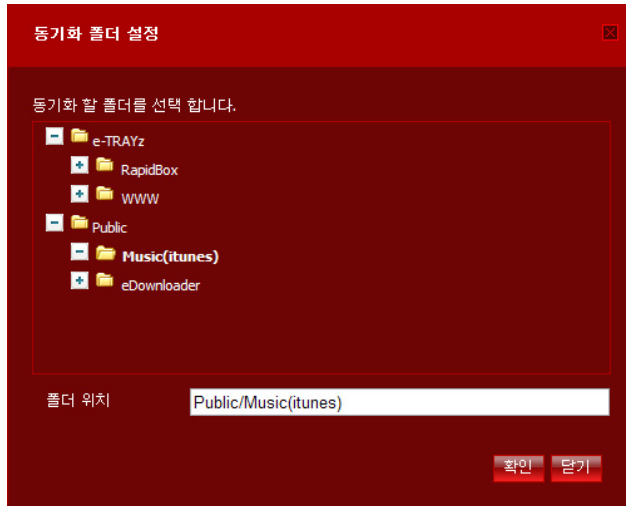 동기화 폴더 설정
동기화 할 폴더를 선택 합니다.
e-TRAYz
RapidBox
WWW
Public
Music(itunes)
eDownloader
폴더 위치 Public/Music(itunes)
확인 닫기